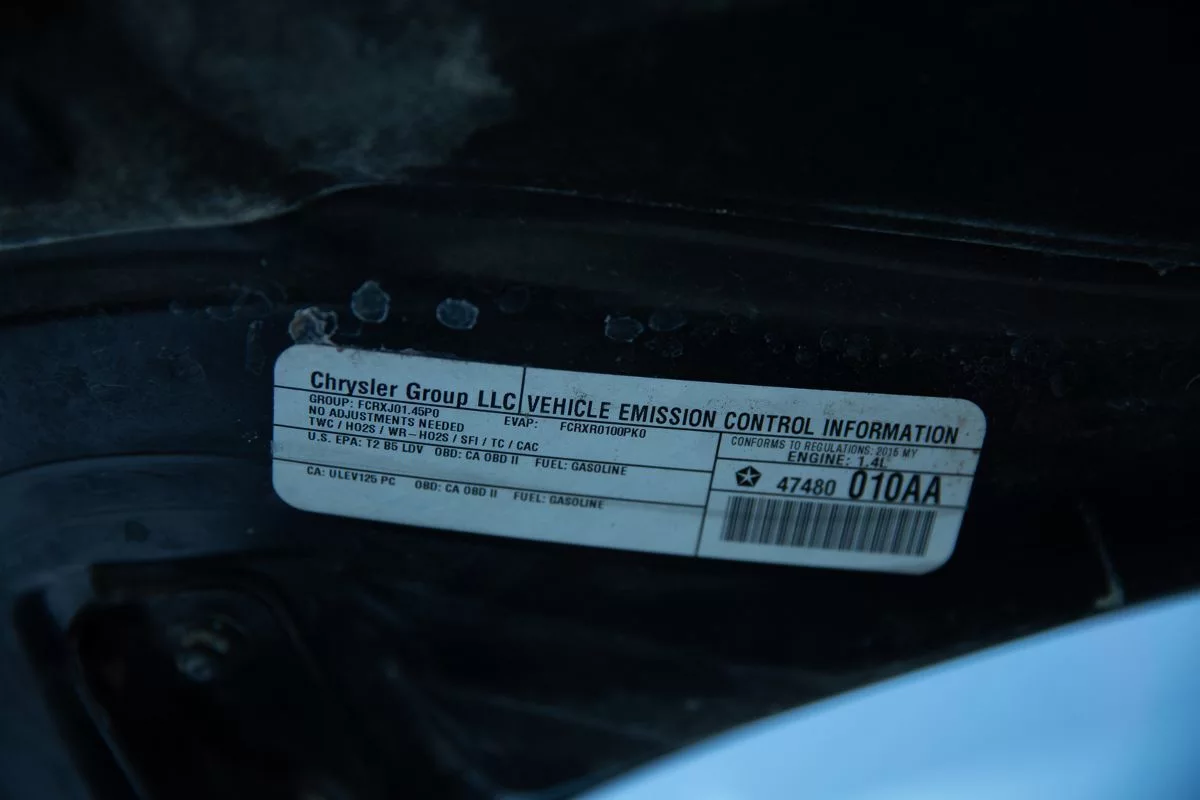 Chrysler Group LLC VEHICLE EMISSION CONTROL INFORMATION
GROUP: FCRXJ01.45P0 EVAP: FCRXR0100PK0
NO ADJUSTMENTS NEEDED
TWC / HO2S / WR-HO2S / SFI / TC / CAC
U.S. EPA: T2 B5 LDV OBD: CA OBD II FUEL: GASOLINE
CA: ULEV125 PC OBD: CA OBD II FUEL: GASOLINE
CONFORMS TO REGULATIONS: 2015 MY
ENGINE: 1.4L
47480 010AA